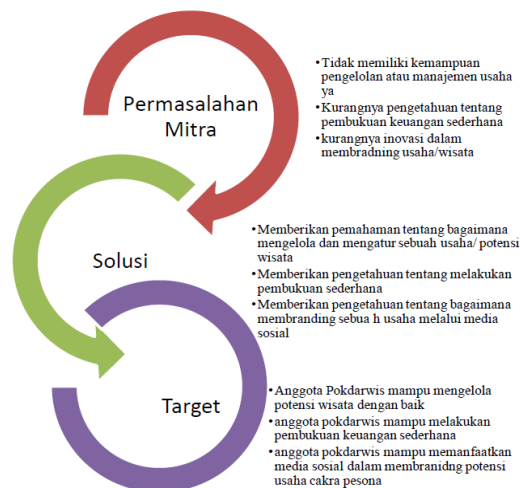 Permasalahan
Mitra
•Tidak memiliki kemampuan
pengelolan atau manajemen usaha
ya
•Kurangnya pengetahuan tentang
pembukuan keuangan sederhana
•kurangnya inovasi dalam
membradning usaha/wisata
Solusi
•Memberikan pemahaman tentang bagaimana
mengelola dan mengatur sebuah usaha/ potensi
wisata
•Memberikan pengetahuan tentang melakukan
pembukuan sederhana
•Memberikan pengetahuan tentang bagaimana
membranding sebua h usaha melalui media
sosial
Target
•Anggota Pokdarwis mampu mengelola
potensi wisata dengan baik
•anggota pokdarwis mampu melakukan
pembukuan keuangan sederhana
•anggota pokdarwis mampu memanfaatkan
media sosial dalam membranidng potensi
usaha cakra pesona